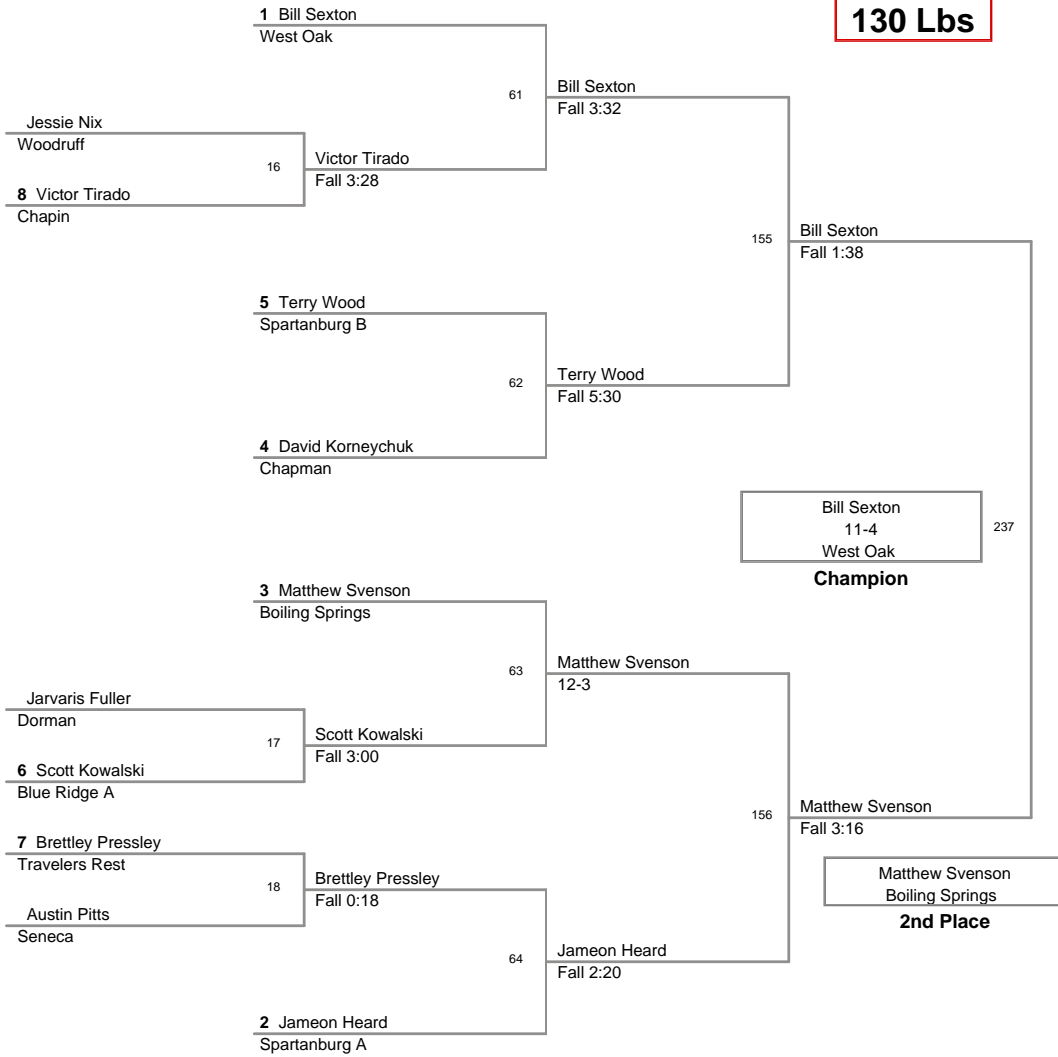 130 Lbs
1 Bill Sexton
West Oak
61
Bill Sexton
Fall 3:32
Jessie Nix
Woodruff
16
Victor Tirado
Fall 3:28
8 Victor Tirado
Chapin
155
Bill Sexton
Fall 1:38
5 Terry Wood
Spartanburg B
62
Terry Wood
Fall 5:30
4 David Korneychuk
Chapman
Bill Sexton
11-4
West Oak
237
Champion
3 Matthew Svenson
Boiling Springs
63
Matthew Svenson
12-3
Jarvaris Fuller
Dorman
17
Scott Kowalski
Fall 3:00
6 Scott Kowalski
Blue Ridge A
156
Matthew Svenson
Fall 3:16
7 Brettley Pressley
Travelers Rest
18
Brettley Pressley
Fall 0:18
Matthew Svenson
Boiling Springs
2nd Place
Austin Pitts
Seneca
64
Jameon Heard
Fall 2:20
2 Jameon Heard
Spartanburg A